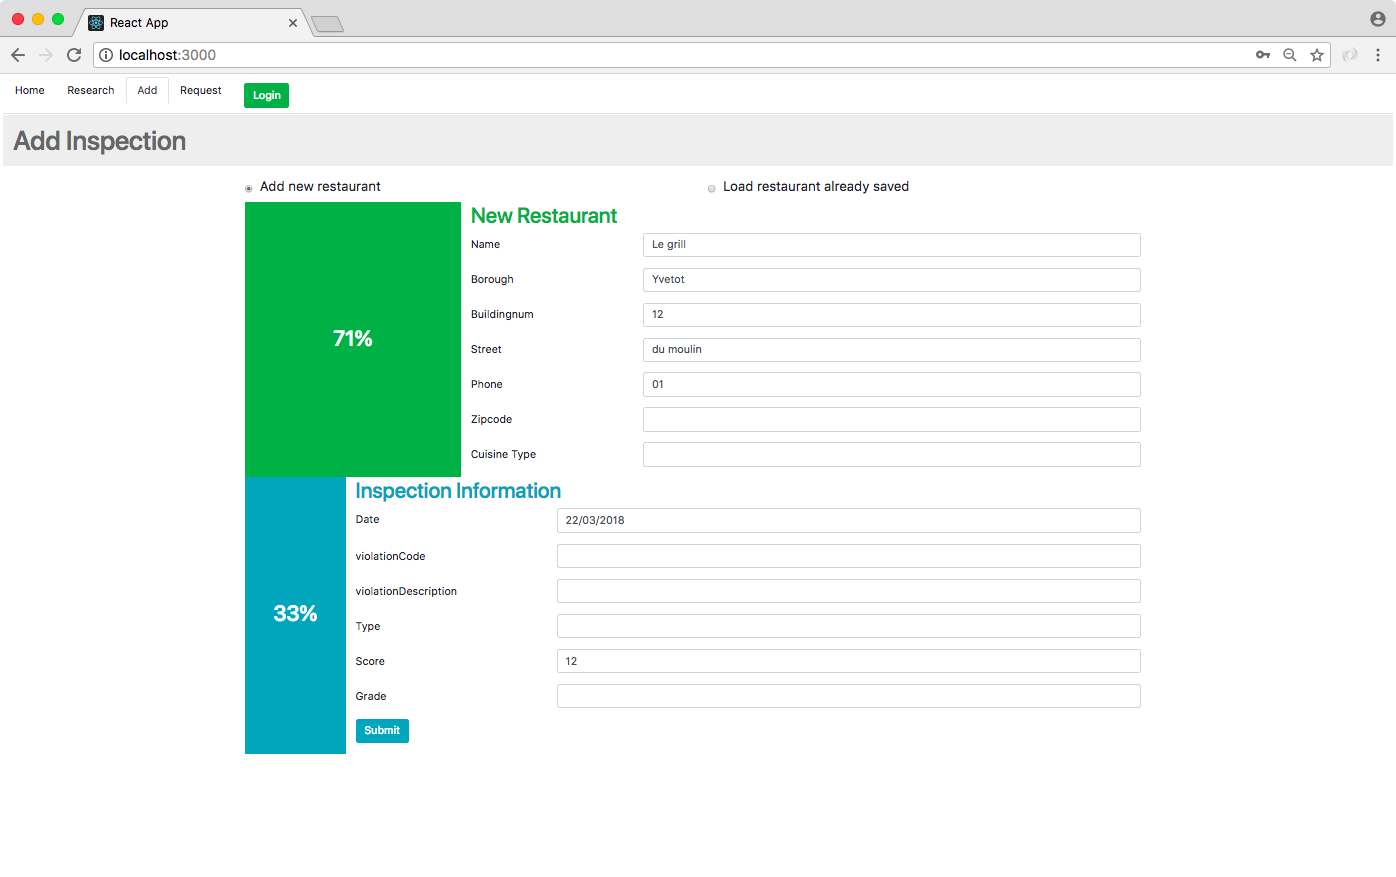 React App
localhost:3000
Home Research Add Request Login
Add Inspection
Add new restaurant Load restaurant already saved
71%
New Restaurant
Name Le grill
Borough Yvetot
Buildingnum 12
Street du moulin
Phone 01
Zipcode
Cuisine Type
33%
Inspection Information
Date 22/03/2018
violationCode
violationDescription
Type
Score 12
Grade
Submit